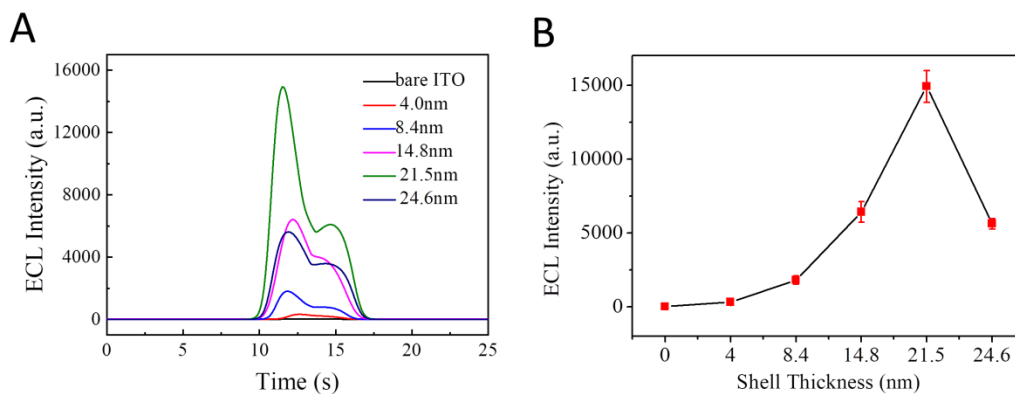 A
ECL Intensity (a.u.)
16000
12000
8000
4000
0
0 5 10 15 20 25
Time (s)
bare ITO
4.0nm
8.4nm
14.8nm
21.5nm
24.6nm
B
ECL Intensity (a.u.)
15000
10000
5000
0
0 4 8.4 14.8 21.5 24.6
Shell Thickness (nm)